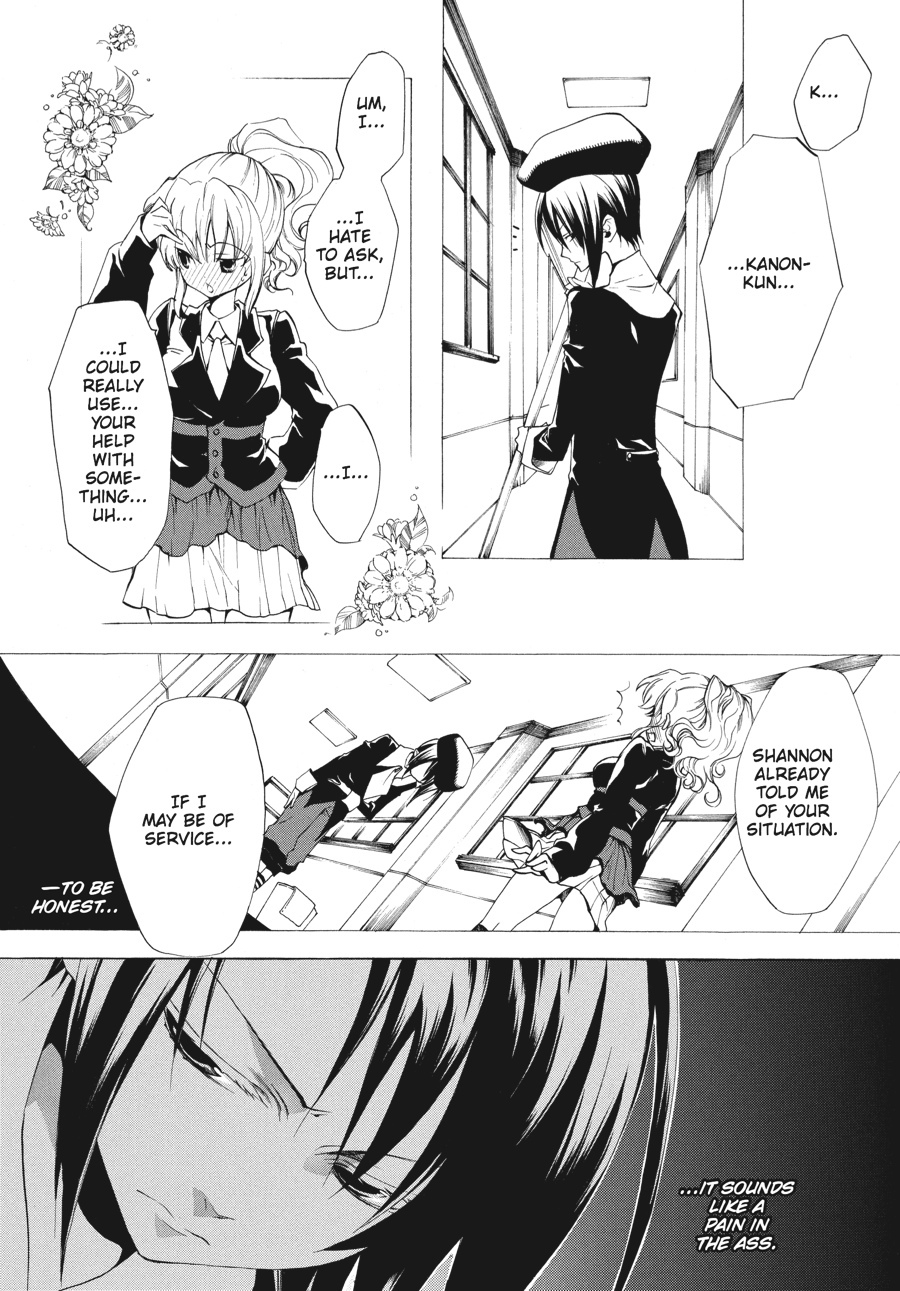 K...
...KANON-
KUN...
UM,
I...
...I
HATE
TO ASK,
BUT...
...I...
...I
COULD
REALLY
USE...
YOUR
HELP
WITH
SOME-
THING...
UH...
SHANNON
ALREADY
TOLD ME
OF YOUR
SITUATION.
IF I
MAY BE OF
SERVICE...
—TO BE
HONEST...
...IT SOUNDS
LIKE A
PAIN IN
THE ASS.